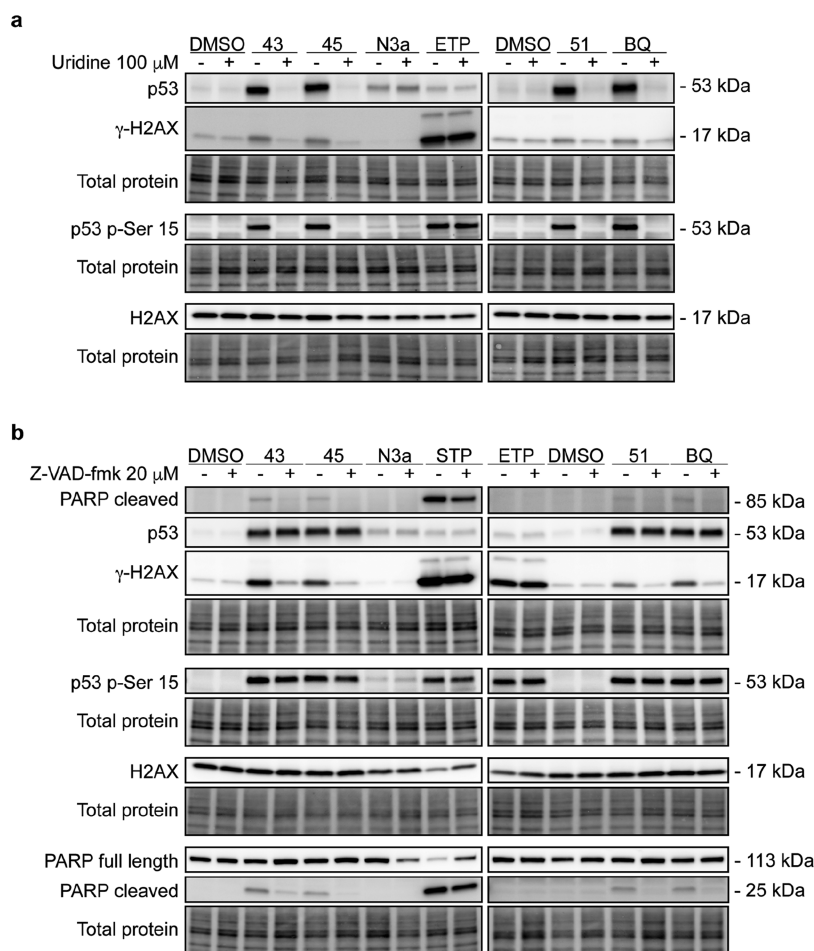 a
DMSO 43 45 N3a ETP DMSO 51 BQ
Uridine 100 μM - + - + - + - + - + - + - + - +
p53 - 53 kDa
γ-H2AX - 17 kDa
Total protein
p53 p-Ser 15 - 53 kDa
Total protein
H2AX - 17 kDa
Total protein
b
DMSO 43 45 N3a STP ETP DMSO 51 BQ
Z-VAD-fmk 20 μM - + - + - + - + - + - + - + - + - +
PARP cleaved - 85 kDa
p53 - 53 kDa
γ-H2AX - 17 kDa
Total protein
p53 p-Ser 15 - 53 kDa
Total protein
H2AX - 17 kDa
Total protein
PARP full length - 113 kDa
PARP cleaved - 25 kDa
Total protein